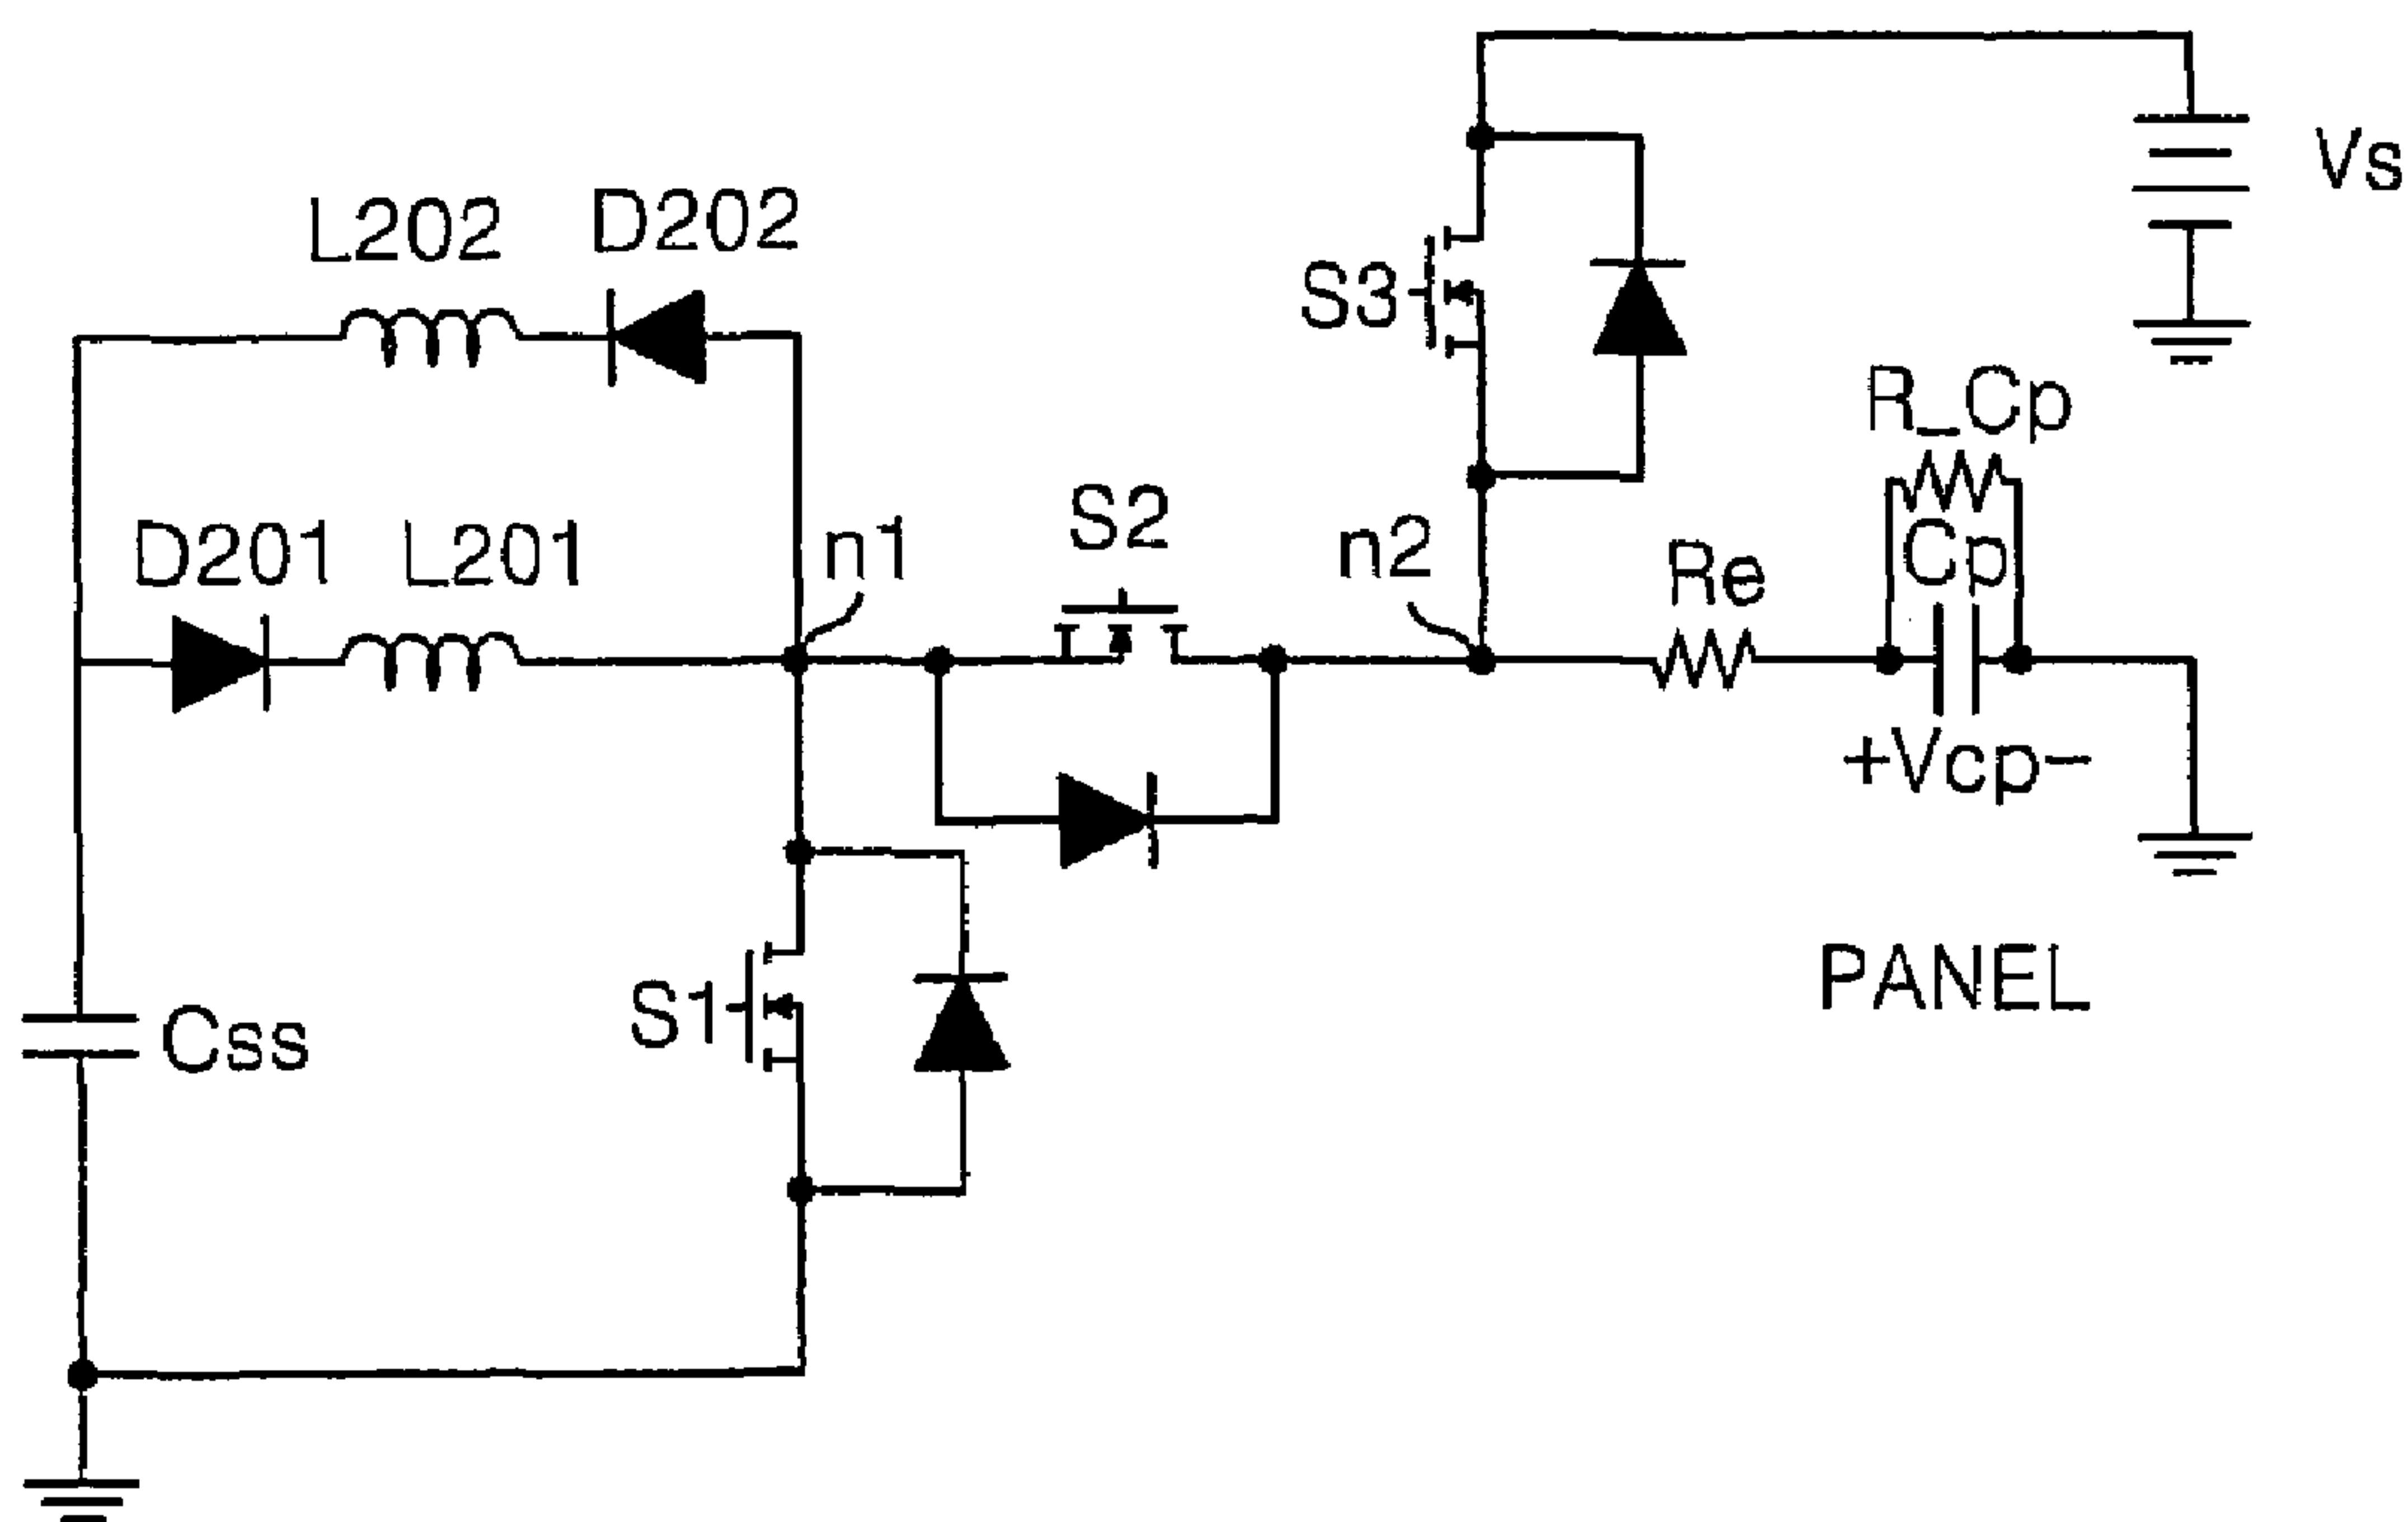 Vs
L202
D202
S3
R_Cp
D201
L201
n1
S2
n2
Re
Cp
+Vcp-
PANEL
S1
Css